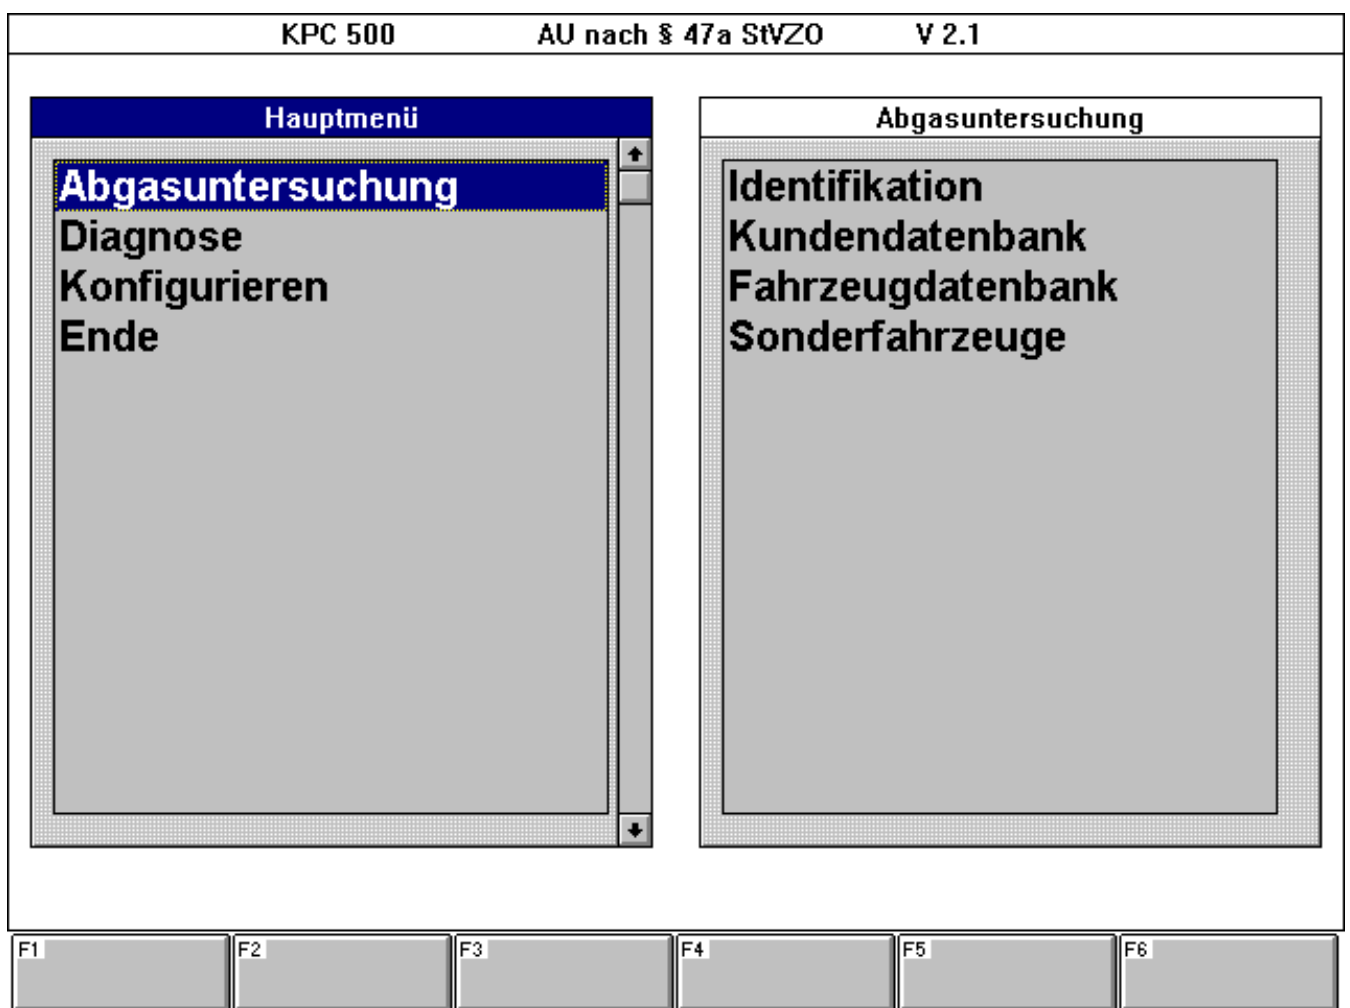 KPC 500 AU nach § 47a StVZO V 2.1
Hauptmenü
Abgasuntersuchung
Diagnose
Konfigurieren
Ende
Abgasuntersuchung
Identifikation
Kundendatenbank
Fahrzeugdatenbank
Sonderfahrzeuge
F1 F2 F3 F4 F5 F6